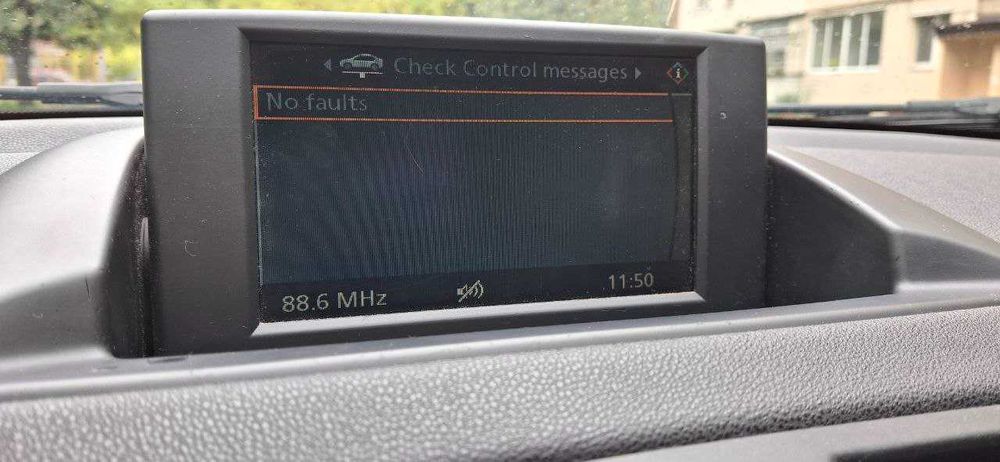 Check Control messages
No faults
88.6 MHz
11:50